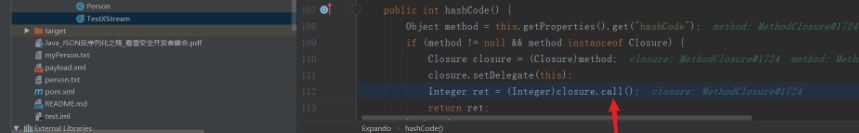 Person
TestXStream
target
Java_JSON反序列化之殇_看雪安全开发者峰会.pdf
myPerson.txt
payload.xml
person.txt
pom.xml
README.md
test.iml
External Libraries
107 public int hashCode() {
108 Object method = this.getProperties().get("hashCode"); method: MethodClosure@1724
109 if (method != null && method instanceof Closure) {
110 Closure closure = (Closure)method; closure: MethodClosure@1724 method: Met
111 closure.setDelegate(this);
112 Integer ret = (Integer)closure.call(); closure: MethodClosure@1724
113 return ret;
Expando › hashCode()